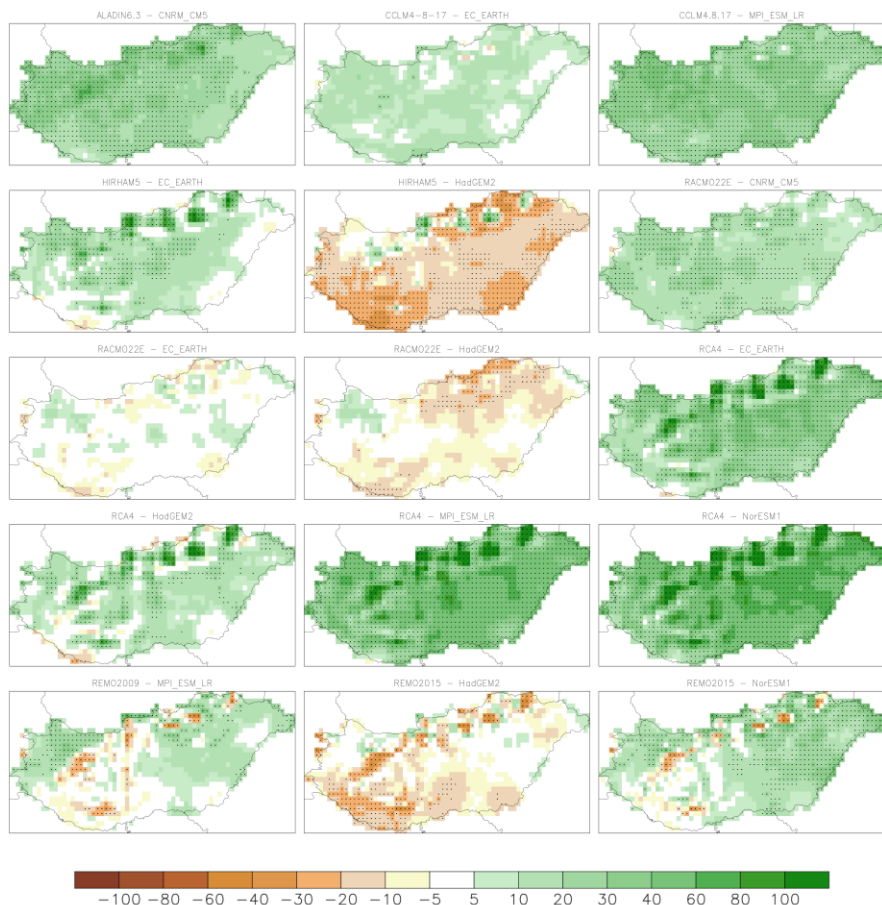 ALADIN6.3 - CNRM_CM5
CCLM4-8-17 - EC_EARTH
CCLM4.8.17 - MPI_ESM_LR
HIRHAM5 - EC_EARTH
HIRHAM5 - HadGEM2
RACMO22E - CNRM_CM5
RACMO22E - EC_EARTH
RACMO22E - HadGEM2
RCA4 - EC_EARTH
RCA4 - HadGEM2
RCA4 - MPI_ESM_LR
RCA4 - NorESM1
REMO2009 - MPI_ESM_LR
REMO2015 - HadGEM2
REMO2015 - NorESM1
-100 -80 -60 -40 -30 -20 -10 -5 5 10 20 30 40 60 80 100